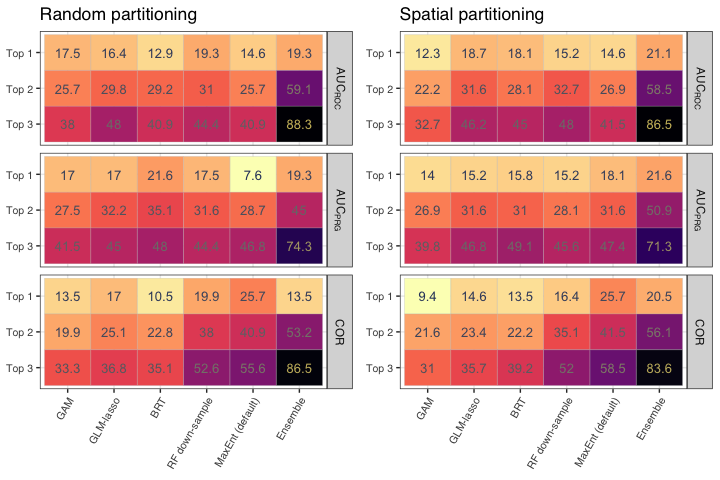 Random partitioning
Spatial partitioning
Top 1 17.5 16.4 12.9 19.3 14.6 19.3
Top 2 25.7 29.8 29.2 31 25.7 59.1
Top 3 38 48 44.4 88.3
AUC ROC
Top 1 12.3 18.7 18.1 15.2 14.6 21.1
Top 2 22.2 31.6 28.1 32.7 26.9 58.5
Top 3 32.7 46.2 45 48 86.5
AUC ROC
Top 1 17 17 21.6 17.5 7.6 19.3
Top 2 27.5 32.2 35.1 31.6 28.7 45
Top 3 45 48 44.4 46.8 74.3
AUC PRG
Top 1 14 15.2 15.8 15.2 18.1 21.6
Top 2 26.9 31.6 31 28.1 31.6 50.9
Top 3 39.8 46.8 49.1 45.6 47.4 71.3
AUC PRG
Top 1 13.5 17 10.5 19.9 25.7 13.5
Top 2 19.9 25.1 22.8 38 53.2
Top 3 33.3 36.8 35.1 52.6 55.6 86.5
COR
Top 1 9.4 14.6 13.5 16.4 25.7 20.5
Top 2 21.6 23.4 22.2 35.1 56.1
Top 3 31 35.7 39.2 52 58.5 83.6
COR
GAM
GLM-lasso
BRT
RF down-sample
MaxEnt (default)
Ensemble
GAM
GLM-lasso
BRT
RF down-sample
MaxEnt (default)
Ensemble